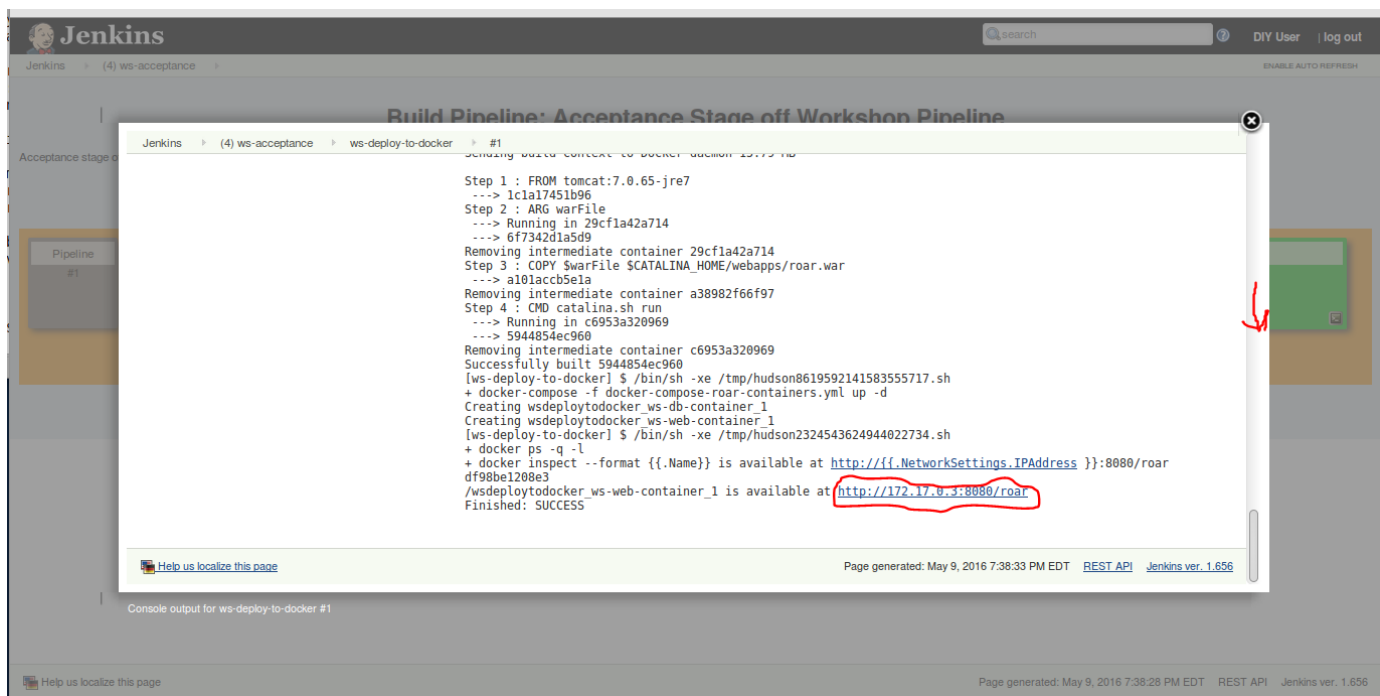 Jenkins
search
DIY User | log out
Jenkins (4) ws-acceptance
ENABLE AUTO REFRESH
Build Pipeline: Acceptance Stage off Workshop Pipeline
Acceptance stage
Pipeline
#1
Jenkins (4) ws-acceptance ws-deploy-to-docker #1
Sending build context to Docker daemon 15.79 MB
Step 1 : FROM tomcat:7.0.65-jre7
---> 1c1a17451b96
Step 2 : ARG warFile
---> Running in 29cf1a42a714
---> 6f7342d1a5d9
Removing intermediate container 29cf1a42a714
Step 3 : COPY $warFile $CATALINA_HOME/webapps/roar.war
---> a101accb5e1a
Removing intermediate container a38982f66f97
Step 4 : CMD catalina.sh run
---> Running in c6953a320969
---> 5944854ec960
Removing intermediate container c6953a320969
Successfully built 5944854ec960
[ws-deploy-to-docker] $ /bin/sh -xe /tmp/hudson8619592141583555717.sh
+ docker-compose -f docker-compose-roar-containers.yml up -d
Creating wsdeploytodocker_ws-db-container_1
Creating wsdeploytodocker_ws-web-container_1
[ws-deploy-to-docker] $ /bin/sh -xe /tmp/hudson2324543624944022734.sh
+ docker ps -q -l
+ docker inspect --format {{.Name}} is available at http://{{.NetworkSettings.IPAddress }}:8080/roar
df98be1208e3
/wsdeploytodocker_ws-web-container_1 is available at http://172.17.0.3:8080/roar
Finished: SUCCESS
Help us localize this page
Page generated: May 9, 2016 7:38:33 PM EDT REST API Jenkins ver. 1.656
Console output for ws-deploy-to-docker #1
Help us localize this page
Page generated: May 9, 2016 7:38:28 PM EDT REST API Jenkins ver. 1.656